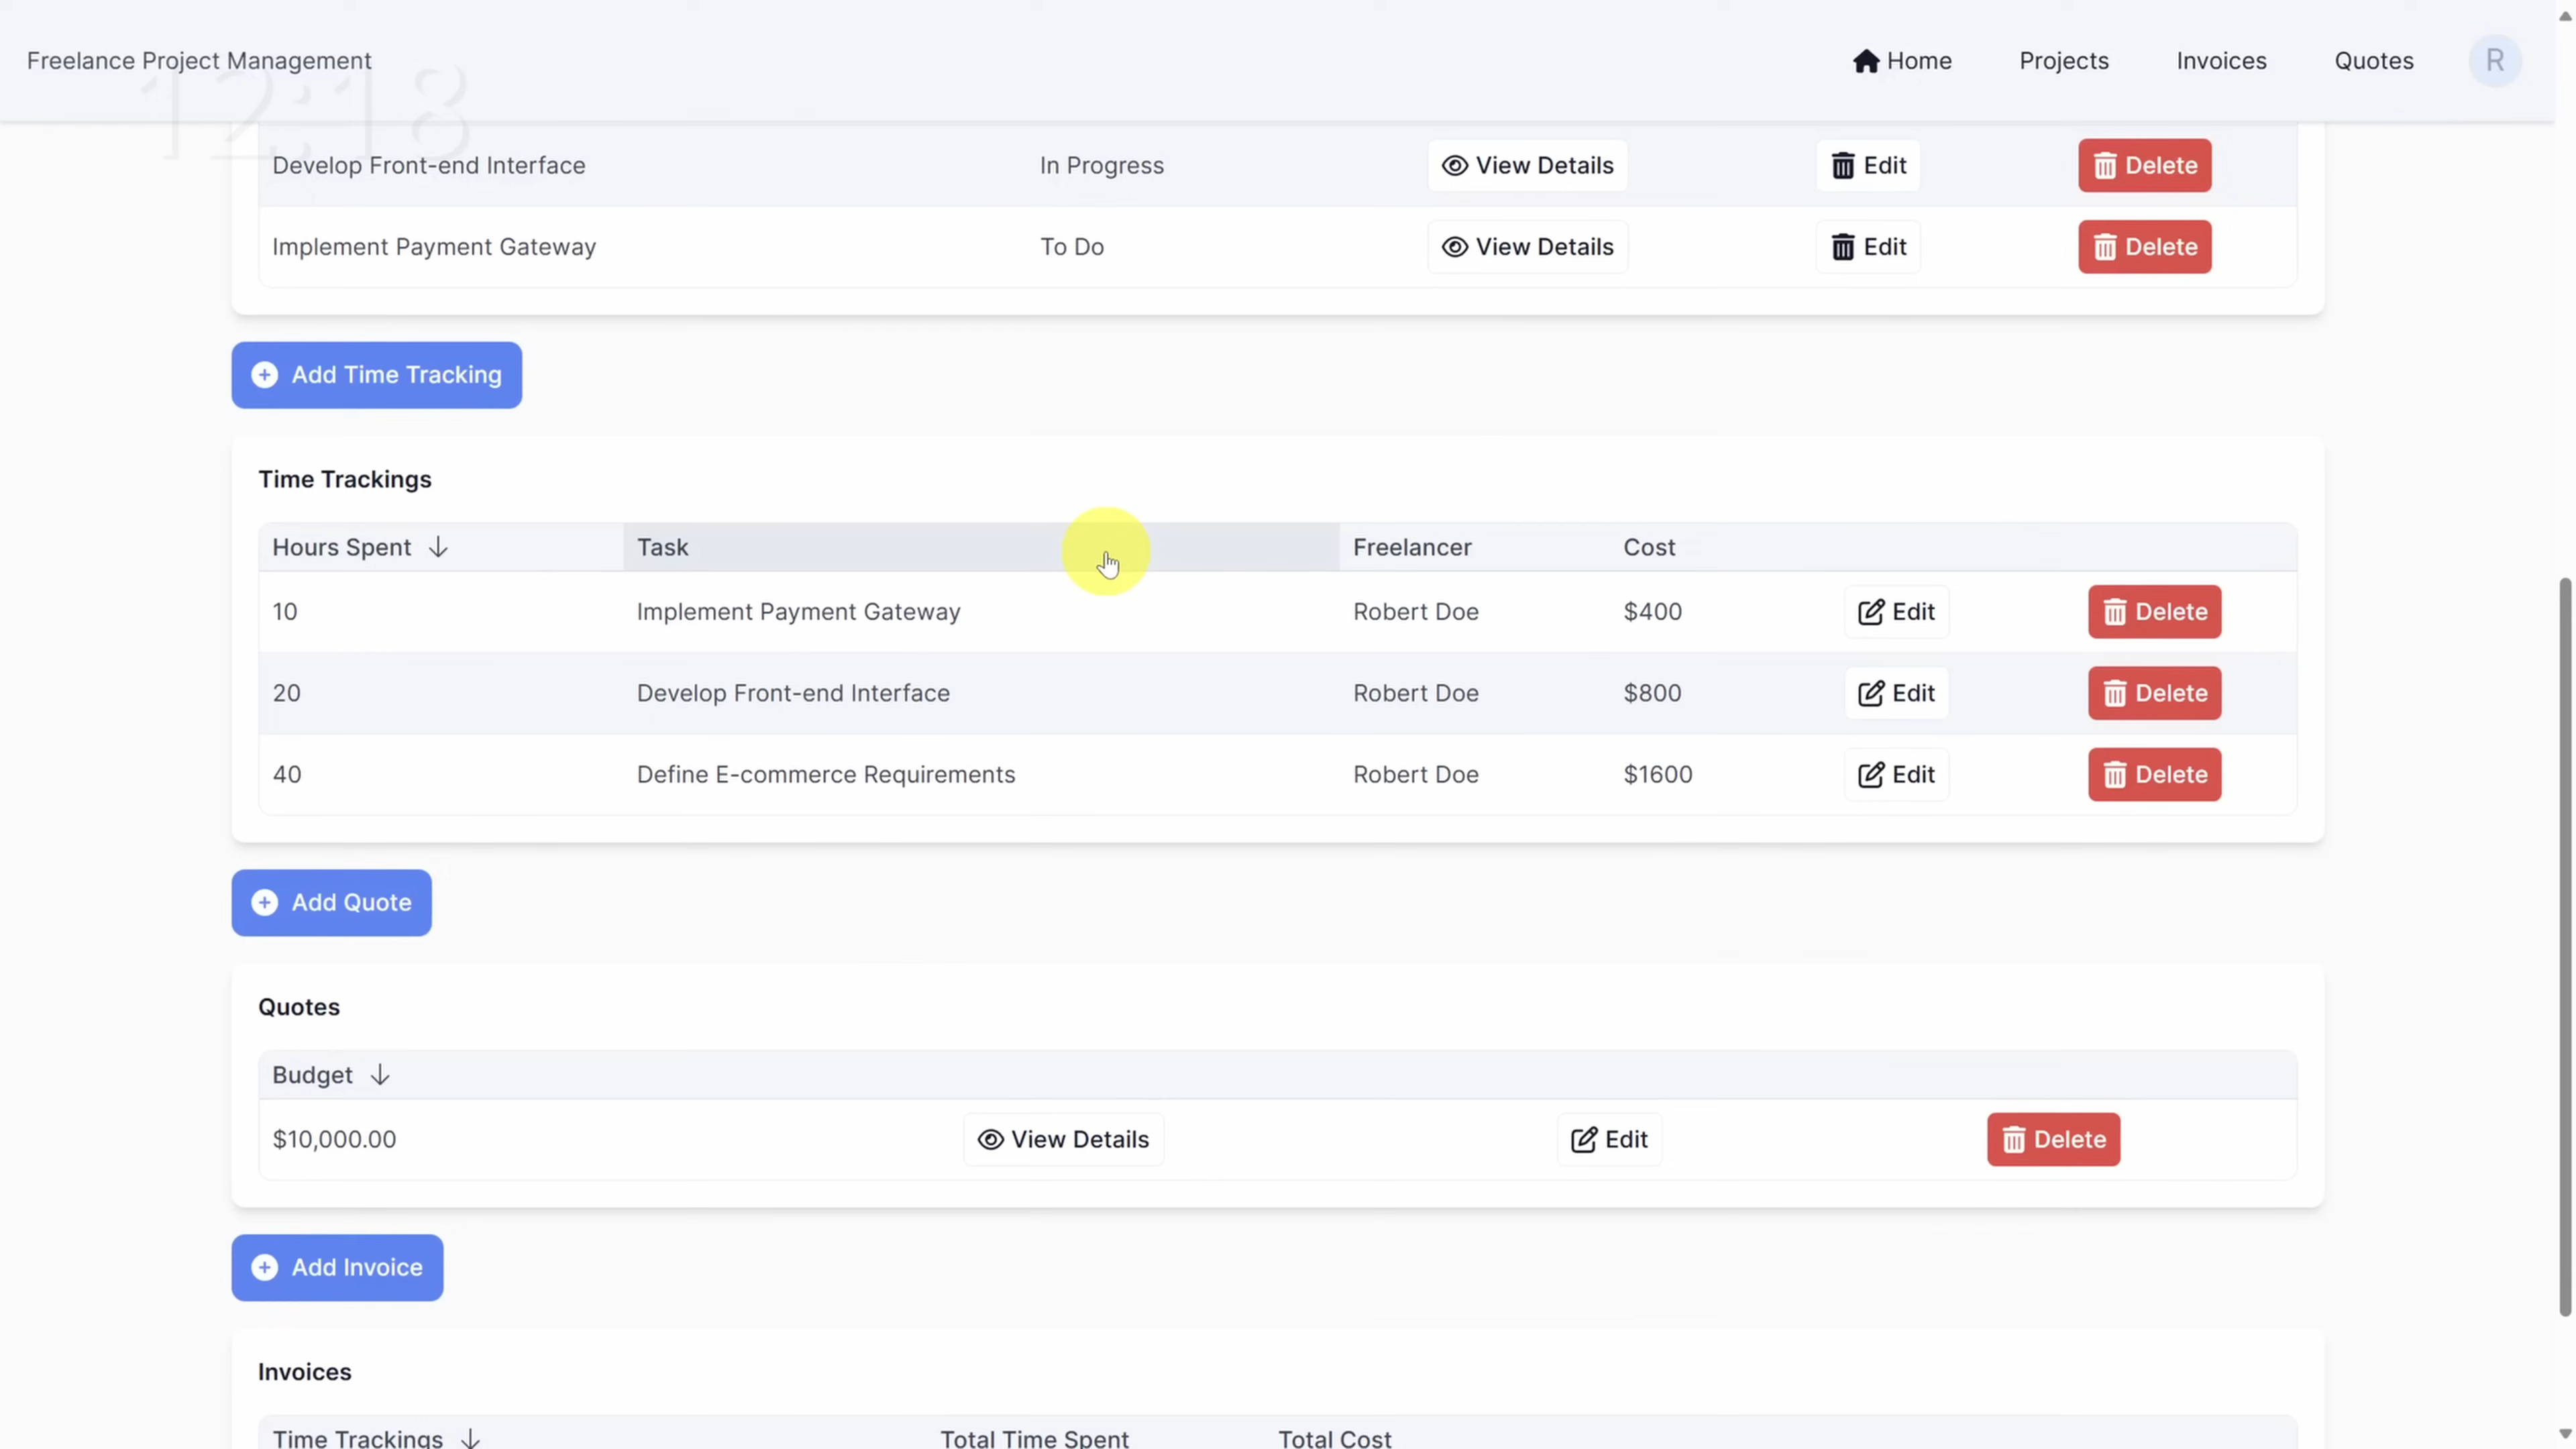 Freelance Project Management Home Projects Invoices Quotes R
12:18
Develop Front-end Interface In Progress View Details Edit Delete
Implement Payment Gateway To Do View Details Edit Delete
Add Time Tracking
Time Trackings
Hours Spent Task Freelancer Cost
10 Implement Payment Gateway Robert Doe $400 Edit Delete
20 Develop Front-end Interface Robert Doe $800 Edit Delete
40 Define E-commerce Requirements Robert Doe $1600 Edit Delete
Add Quote
Quotes
Budget
$10,000.00 View Details Edit Delete
Add Invoice
Invoices
Time Trackings Total Time Spent Total Cost